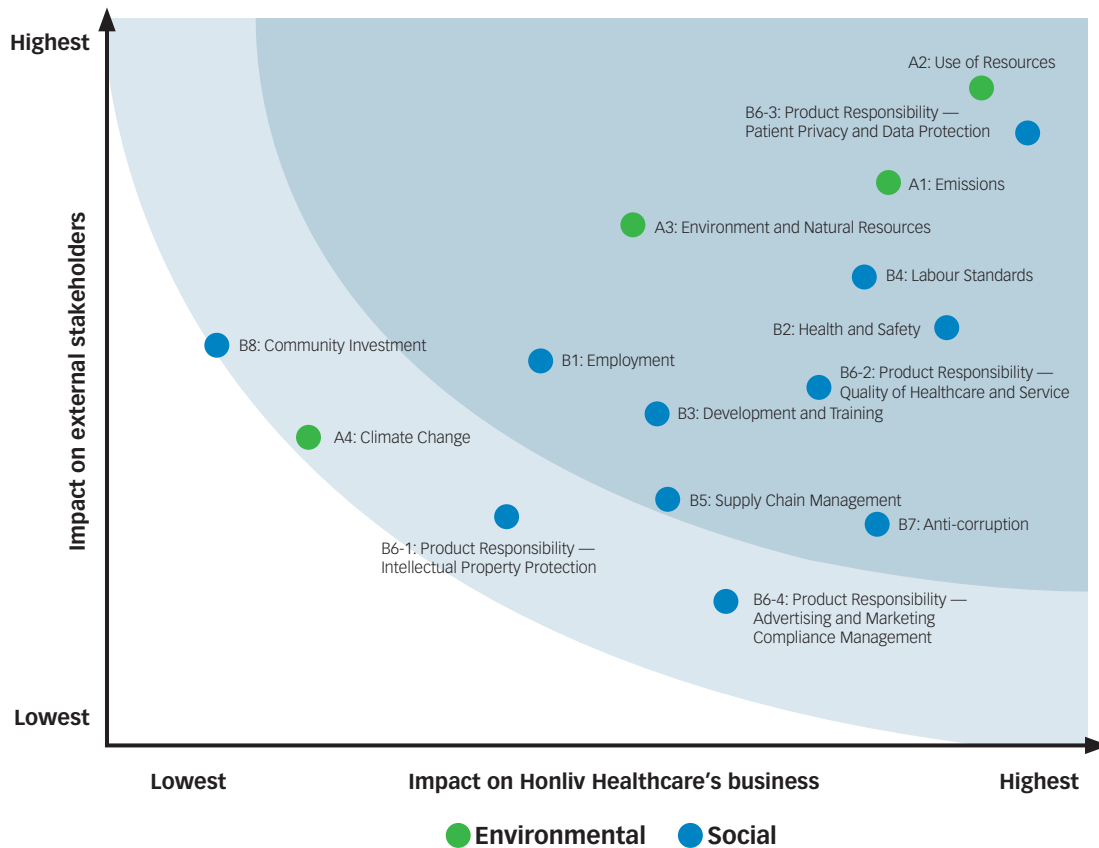 Highest
A2: Use of Resources
B6-3: Product Responsibility —
Patient Privacy and Data Protection
A1: Emissions
A3: Environment and Natural Resources
B4: Labour Standards
B2: Health and Safety
B8: Community Investment
B1: Employment
B6-2: Product Responsibility —
Quality of Healthcare and Service
B3: Development and Training
A4: Climate Change
B5: Supply Chain Management
B7: Anti-corruption
B6-1: Product Responsibility —
Intellectual Property Protection
B6-4: Product Responsibility —
Advertising and Marketing
Compliance Management
Impact on external stakeholders
Lowest
Lowest
Impact on Honliv Healthcare’s business
Highest
Environmental
Social